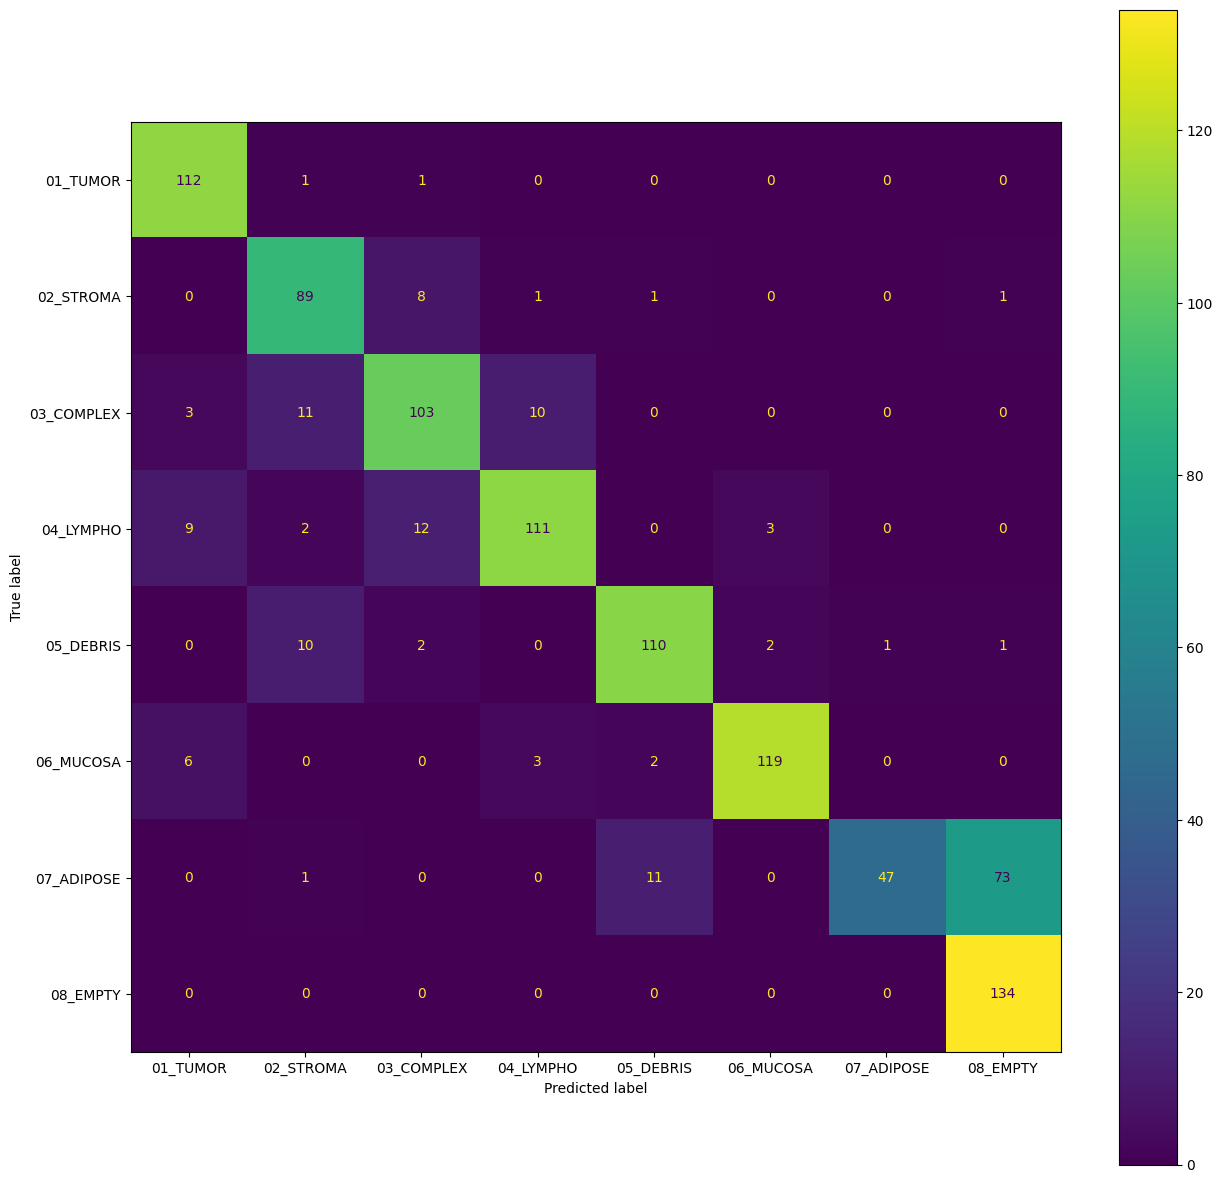 01_TUMOR 112 1 1 0 0 0 0 0
02_STROMA 0 89 8 1 1 0 0 1
03_COMPLEX 3 11 103 10 0 0 0 0
04_LYMPHO 9 2 12 111 0 3 0 0
05_DEBRIS 0 10 2 0 110 2 1 1
06_MUCOSA 6 0 0 3 2 119 0 0
07_ADIPOSE 0 1 0 0 11 0 47 73
08_EMPTY 0 0 0 0 0 0 0 134
True label
01_TUMOR 02_STROMA 03_COMPLEX 04_LYMPHO 05_DEBRIS 06_MUCOSA 07_ADIPOSE 08_EMPTY
Predicted label
120
100
80
60
40
20
0